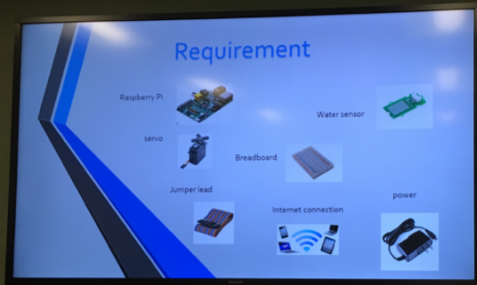 Requirement
Raspberry Pi
Water sensor
servo
Breadboard
Jumper lead
Internet connection
power